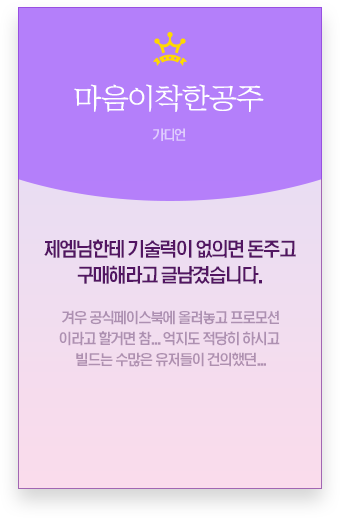 마음이착한공주
가디언
제엠님한테 기술력이 없의면 돈주고
구매해라고 글남겼습니다.
겨우 공식페이스북에 올려놓고 프로모션
이라고 할거면 참... 억지도 적당히 하시고
빌드는 수많은 유저들이 건의했던...